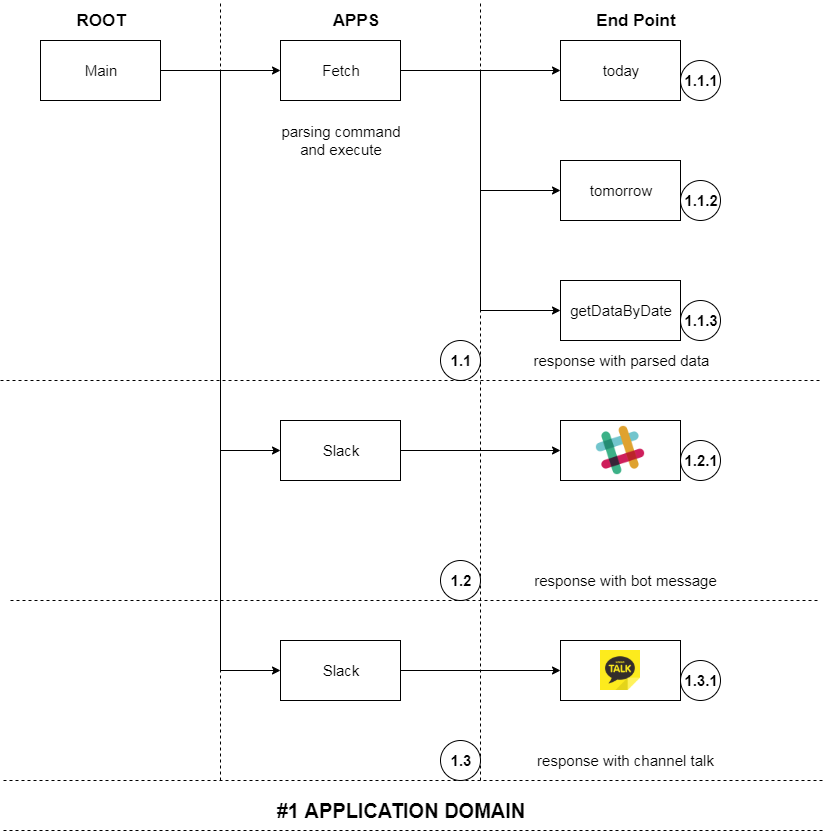 ROOT
APPS
End Point
Main
Fetch
today
1.1.1
parsing command
and execute
tomorrow
1.1.2
getDataByDate
1.1.3
1.1
response with parsed data
Slack
1.2.1
1.2
response with bot message
Slack
TALK
1.3.1
1.3
response with channel talk
#1 APPLICATION DOMAIN